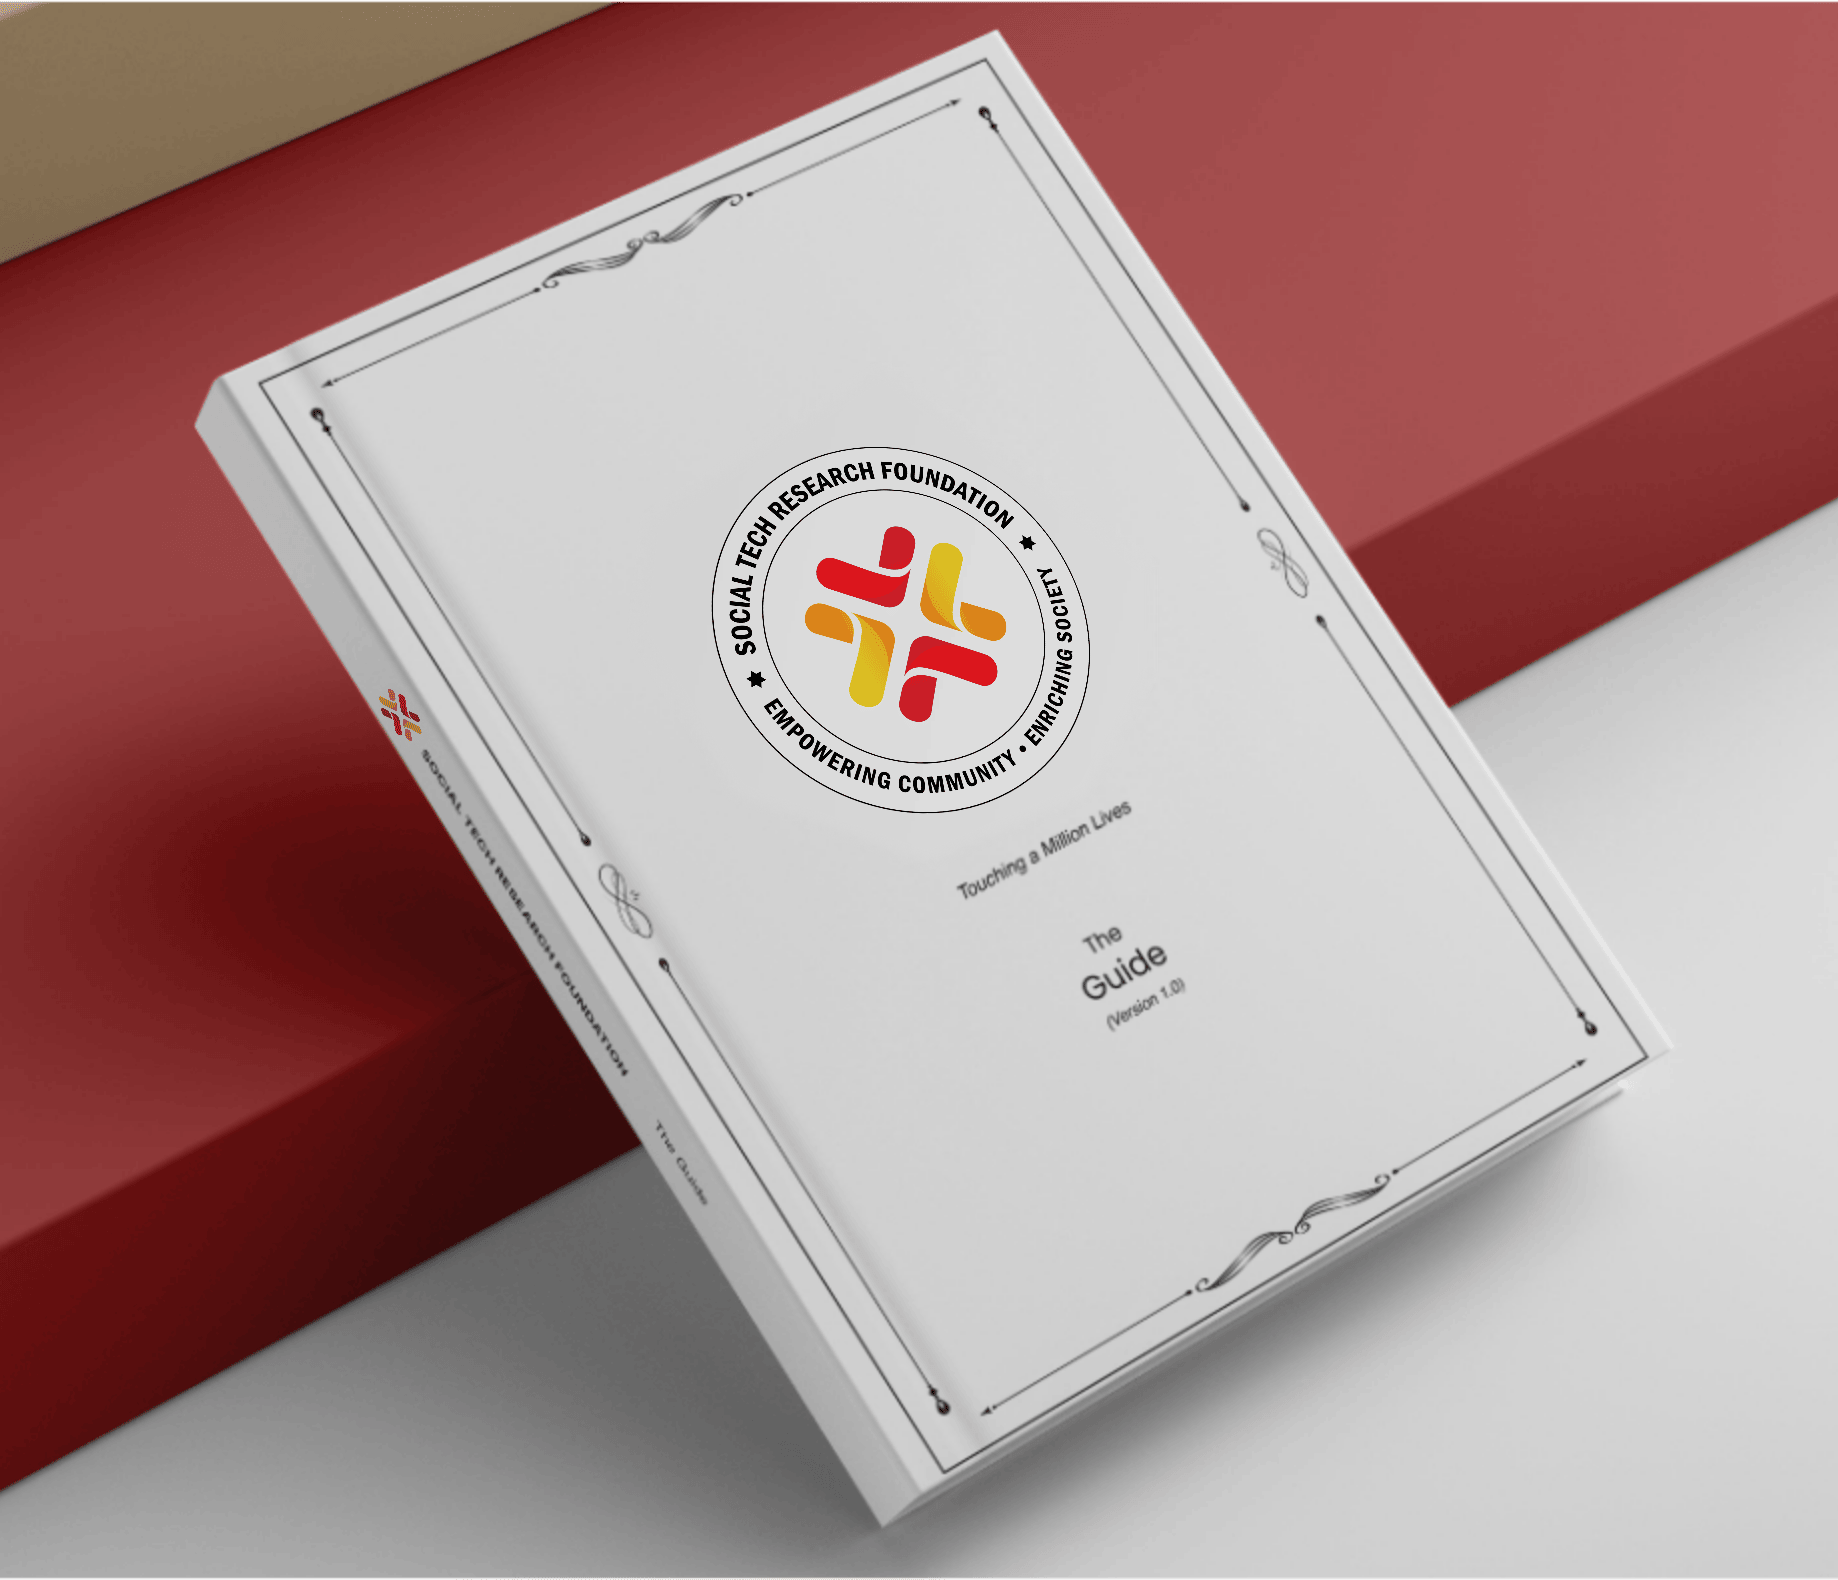 SOCIAL TECH RESEARCH FOUNDATION
EMPOWERING COMMUNITY • ENRICHING SOCIETY
Touching a Million Lives
The
Guide
(Version 1.0)
SOCIAL TECH RESEARCH FOUNDATION
The Guide